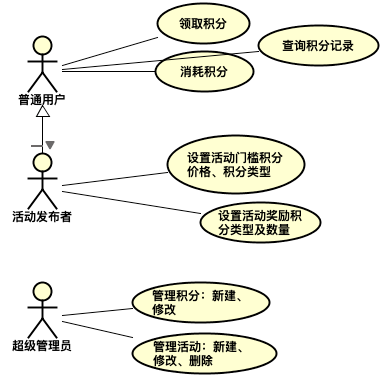 领取积分
查询积分记录
消耗积分
普通用户
设置活动门槛积分
价格、积分类型
活动发布者
设置活动奖励积
分类型及数量
管理积分：新建、
修改
超级管理员
管理活动：新建、
修改、删除